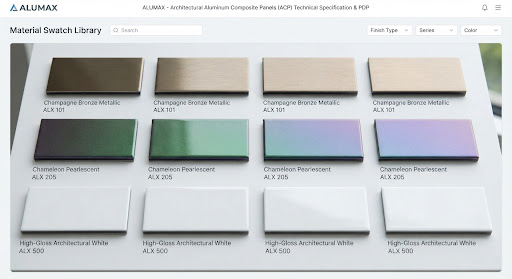 ALUMAX
ALUMAX - Architectural Aluminum Composite Panels (ACP) Technical Specification & PDP
Material Swatch Library
Search
Finish Type
Series
Color
Champagne Bronze Metallic
ALX 101
Champagne Bronze Metallic
ALX 101
Champagne Bronze Metallic
ALX 101
Champagne Bronze Metallic
ALX 101
Chameleon Pearlescent
ALX 205
Chameleon Pearlescent
ALX 205
Chameleon Pearlescent
ALX 205
Chameleon Pearlescent
ALX 205
High-Gloss Architectural White
ALX 500
High-Gloss Architectural White
ALX 500
High-Gloss Architectural White
ALX 500
High-Gloss Architectural White
ALX 500